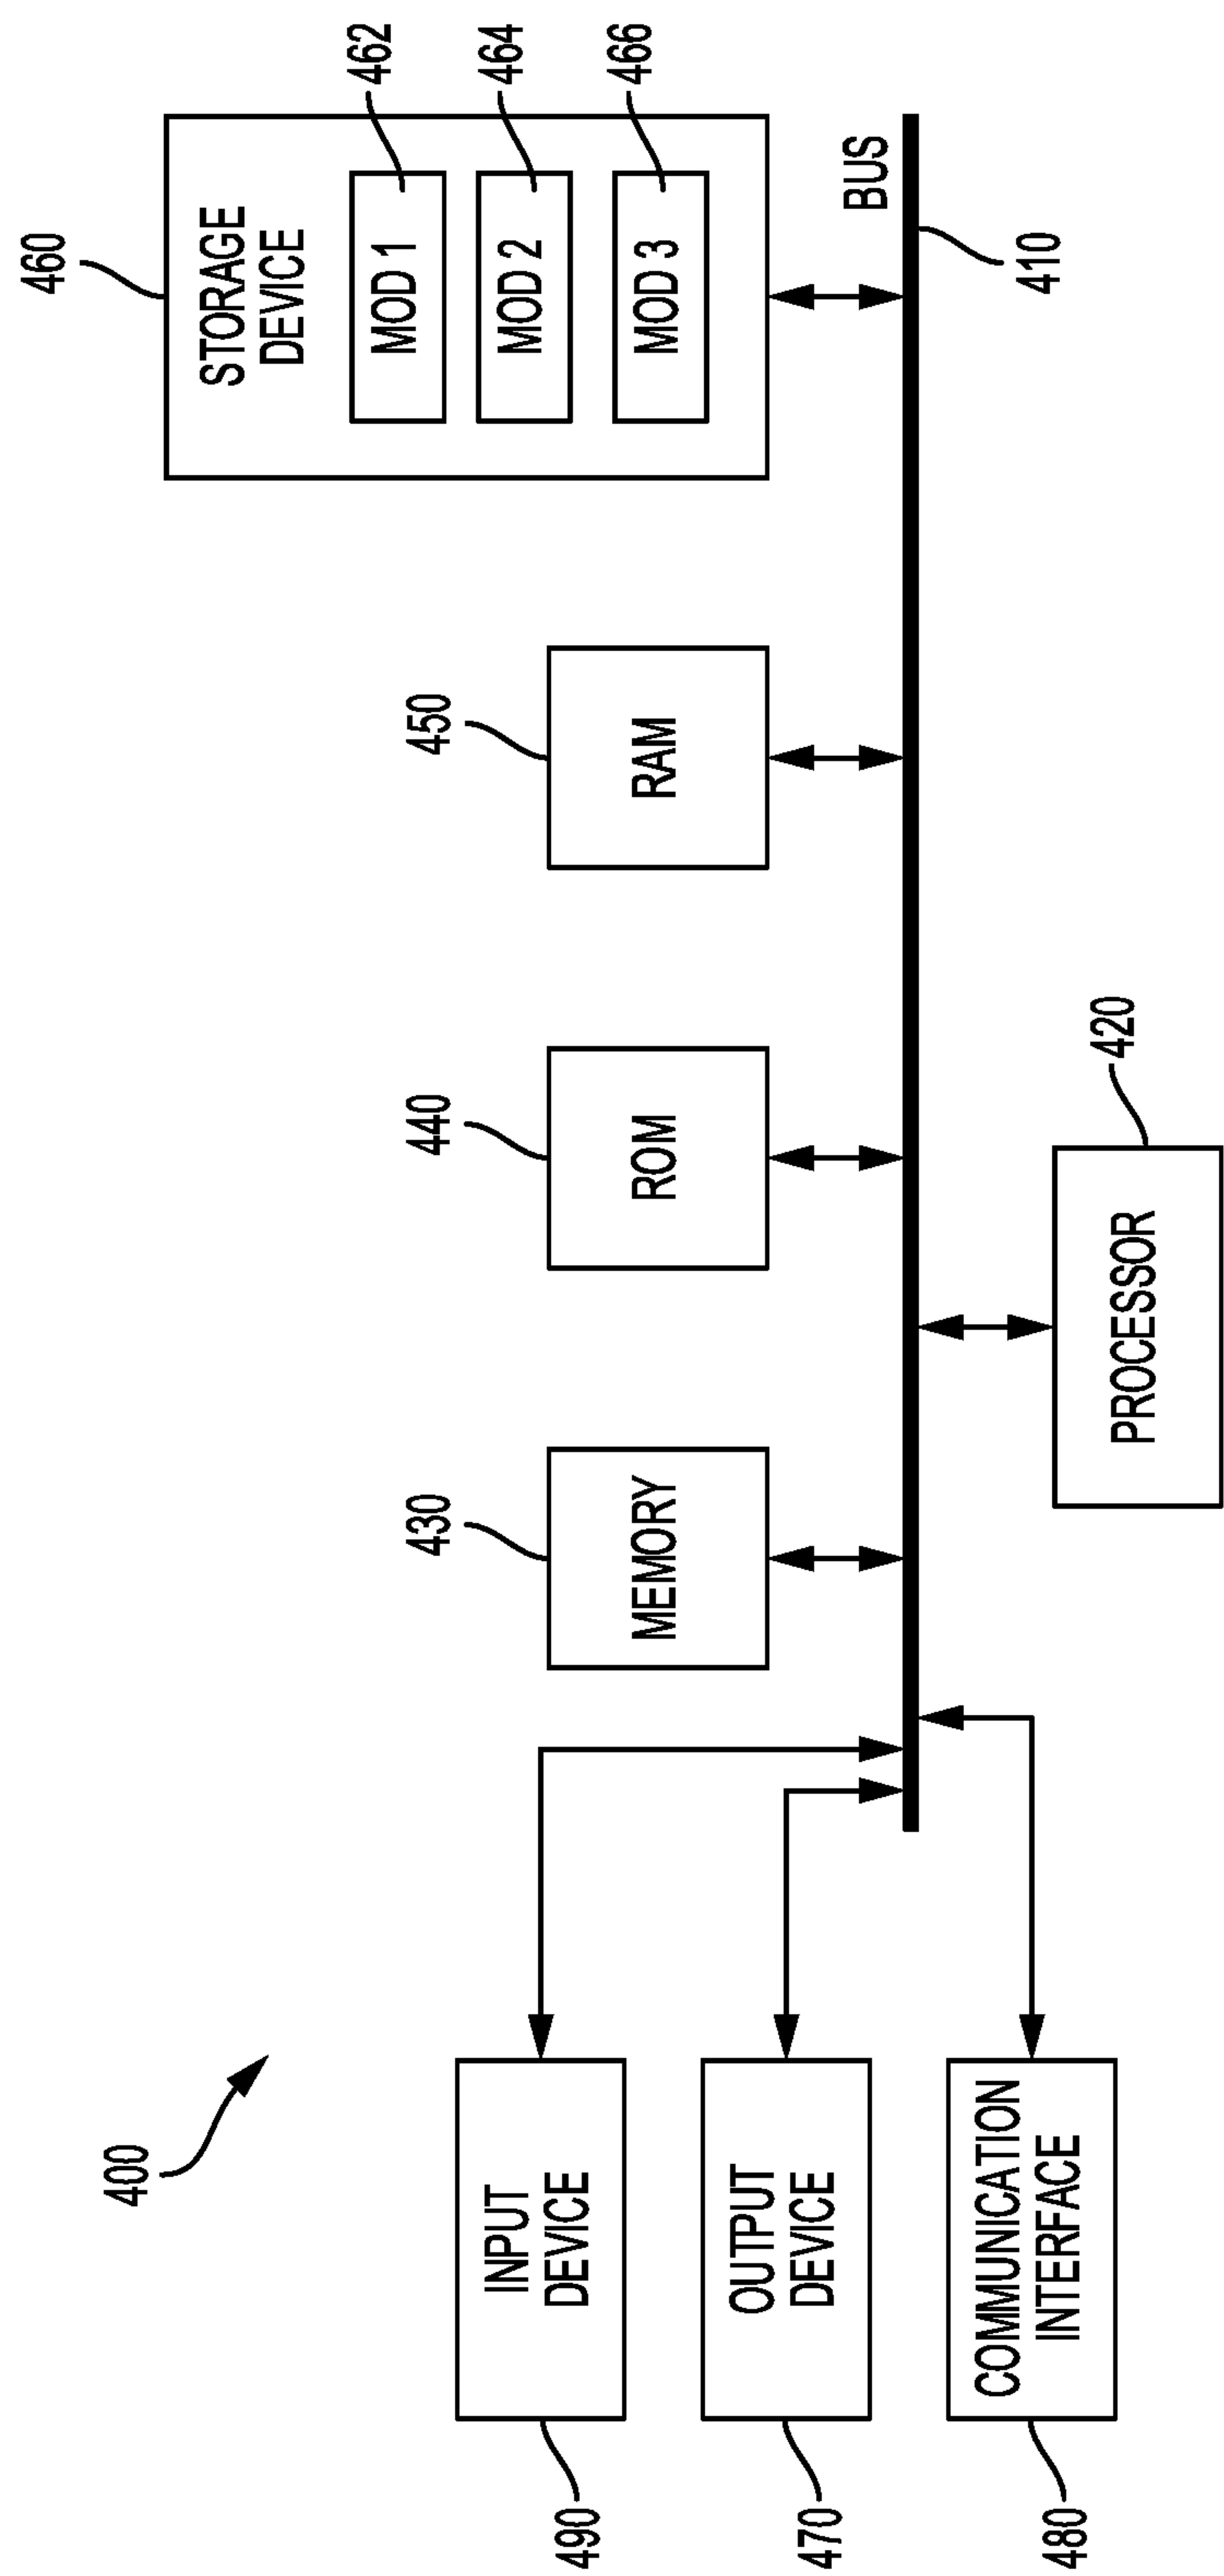 400
INPUT
DEVICE
490
OUTPUT
DEVICE
470
COMMUNICATION
INTERFACE
480
MEMORY
430
ROM
440
RAM
450
STORAGE
DEVICE
460
MOD 1
462
MOD 2
464
MOD 3
466
BUS
410
PROCESSOR
420